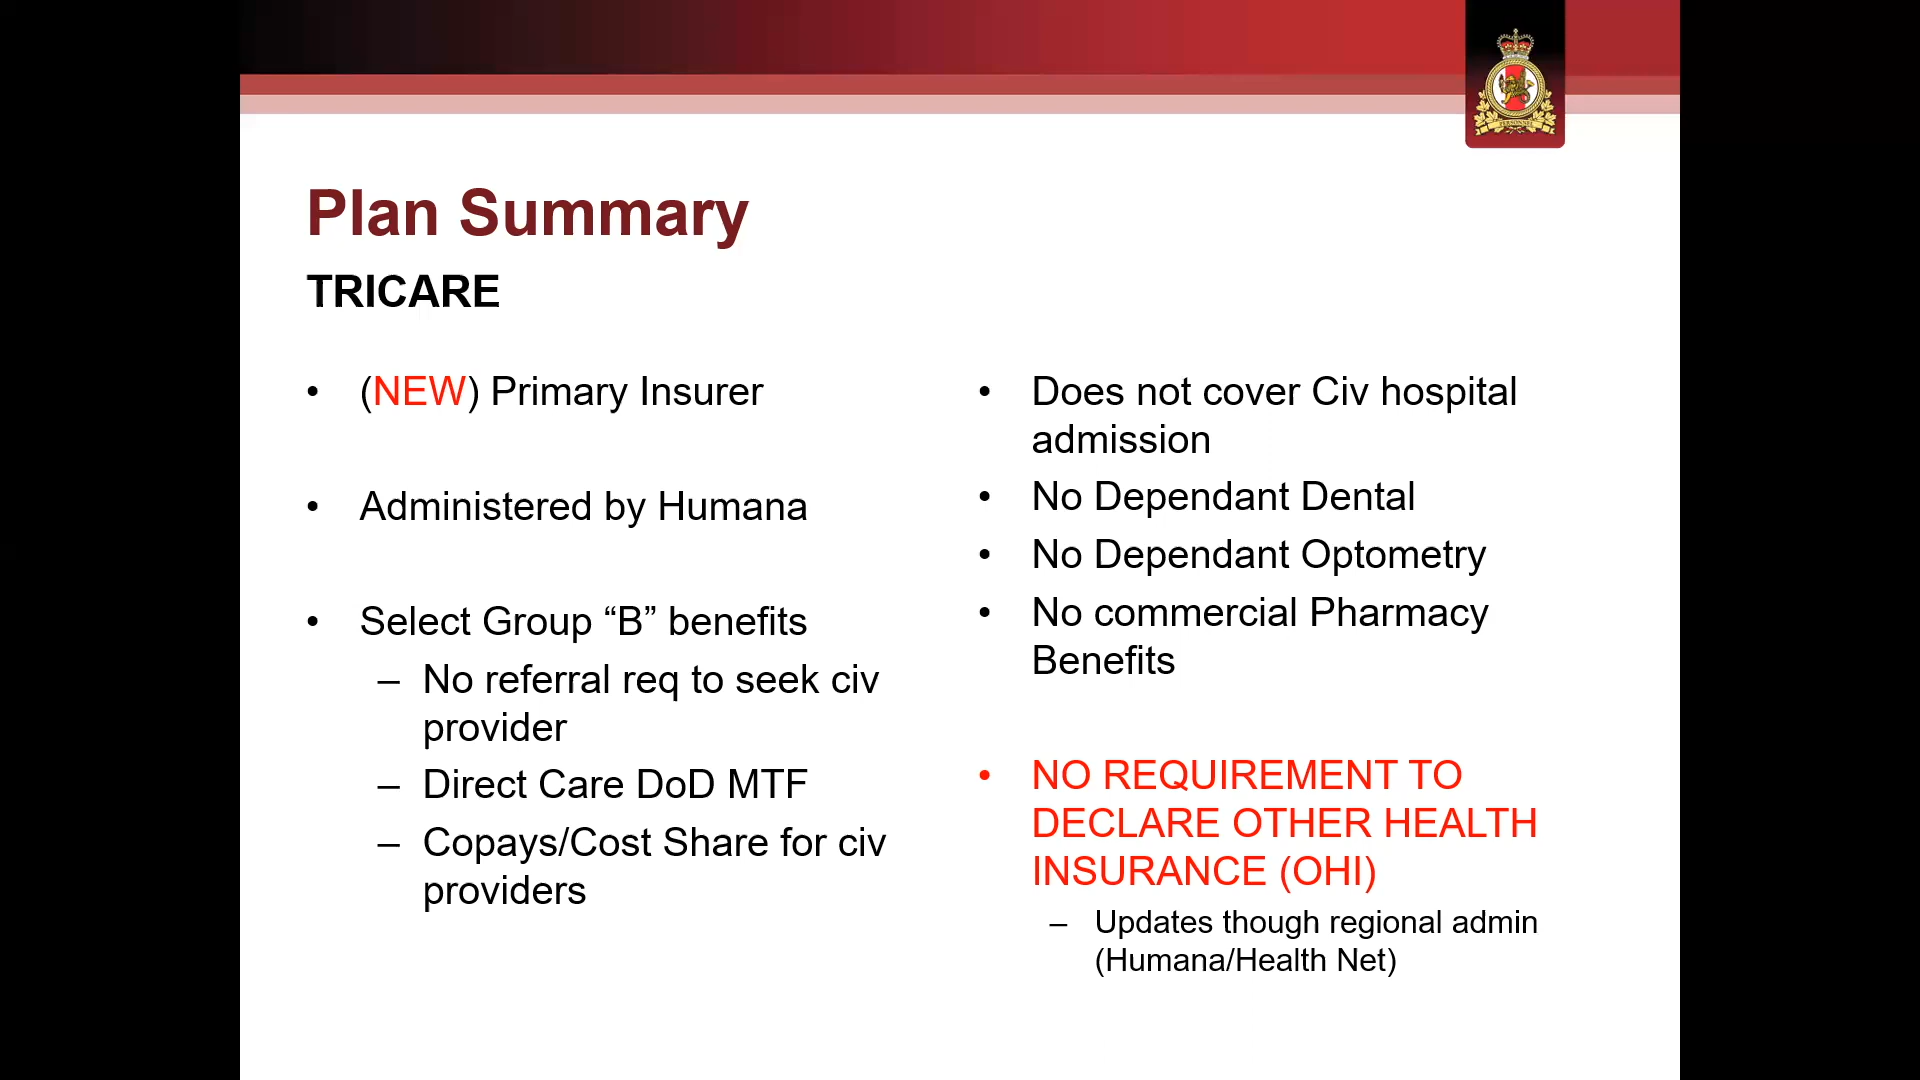 PERSONNEL
Plan Summary
TRICARE
• (NEW) Primary Insurer
• Administered by Humana
• Select Group “B” benefits
– No referral req to seek civ
provider
– Direct Care DoD MTF
– Copays/Cost Share for civ
providers
• Does not cover Civ hospital
admission
• No Dependant Dental
• No Dependant Optometry
• No commercial Pharmacy
Benefits
• NO REQUIREMENT TO
DECLARE OTHER HEALTH
INSURANCE (OHI)
– Updates though regional admin
(Humana/Health Net)